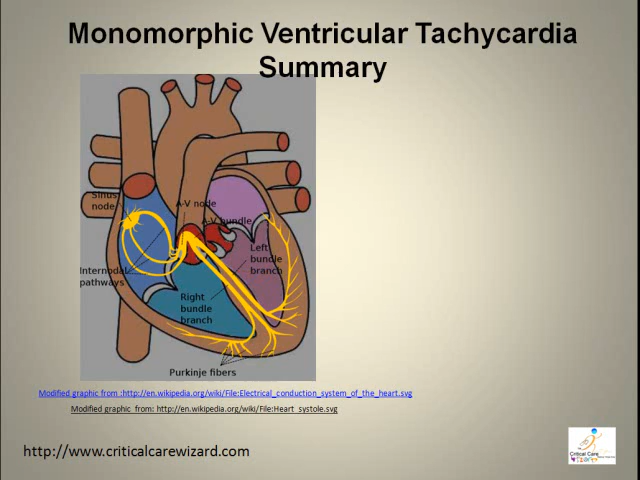 Monomorphic Ventricular Tachycardia
Summary
Sinus
node
A-V node
A-V bundle
Left
bundle
branch
Internodal
pathways
Right
bundle
branch
Purkinje fibers
Modified graphic from :http://en.wikipedia.org/wiki/File:Electrical_conduction_system_of_the_heart.svg
Modified graphic from: http://en.wikipedia.org/wiki/File:Heart_systole.svg
http://www.criticalcarewizard.com
Critical Care